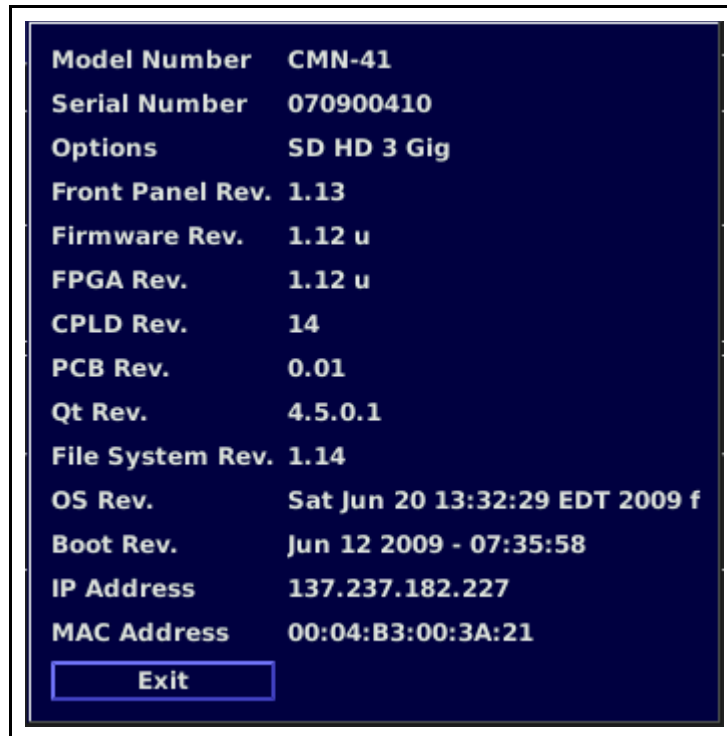 Model Number CMN-41
Serial Number 070900410
Options SD HD 3 Gig
Front Panel Rev. 1.13
Firmware Rev. 1.12 u
FPGA Rev. 1.12 u
CPLD Rev. 14
PCB Rev. 0.01
Qt Rev. 4.5.0.1
File System Rev. 1.14
OS Rev. Sat Jun 20 13:32:29 EDT 2009 f
Boot Rev. Jun 12 2009 - 07:35:58
IP Address 137.237.182.227
MAC Address 00:04:B3:00:3A:21
Exit